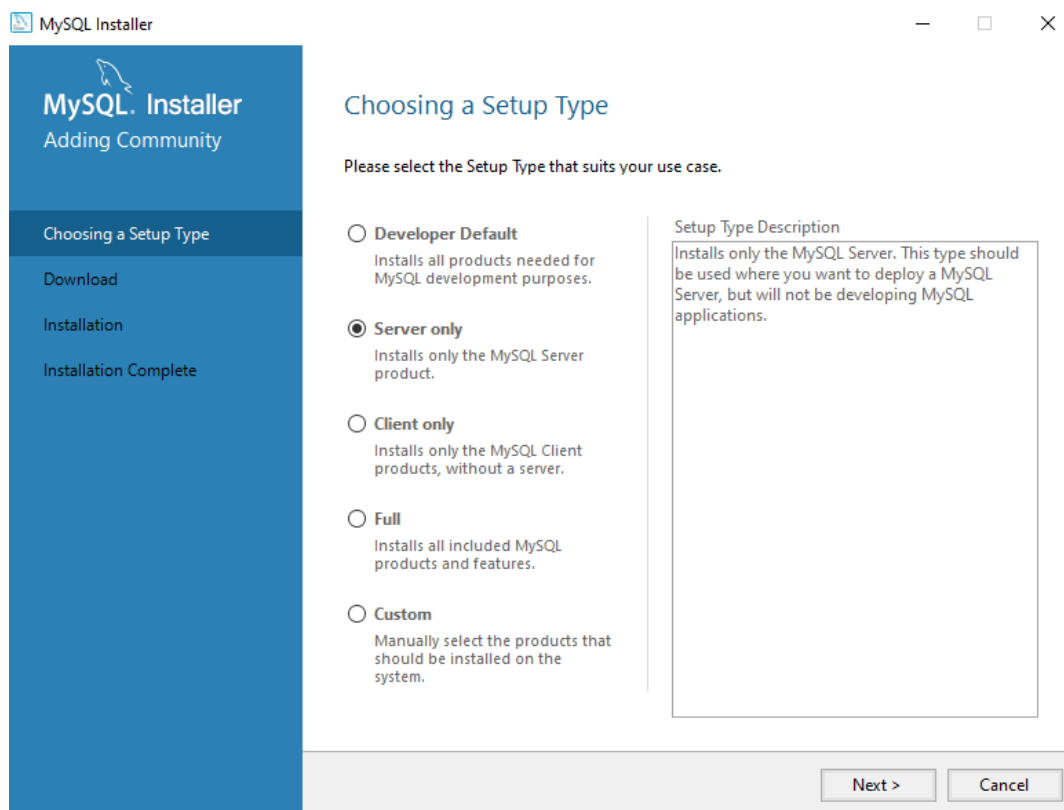 MySQL Installer
MySQL. Installer
Adding Community
Choosing a Setup Type
Download
Installation
Installation Complete
Choosing a Setup Type
Please select the Setup Type that suits your use case.
Developer Default
Installs all products needed for
MySQL development purposes.
Server only
Installs only the MySQL Server
product.
Client only
Installs only the MySQL Client
products, without a server.
Full
Installs all included MySQL
products and features.
Custom
Manually select the products that
should be installed on the
system.
Setup Type Description
Installs only the MySQL Server. This type should
be used where you want to deploy a MySQL
Server, but will not be developing MySQL
applications.
Next >
Cancel